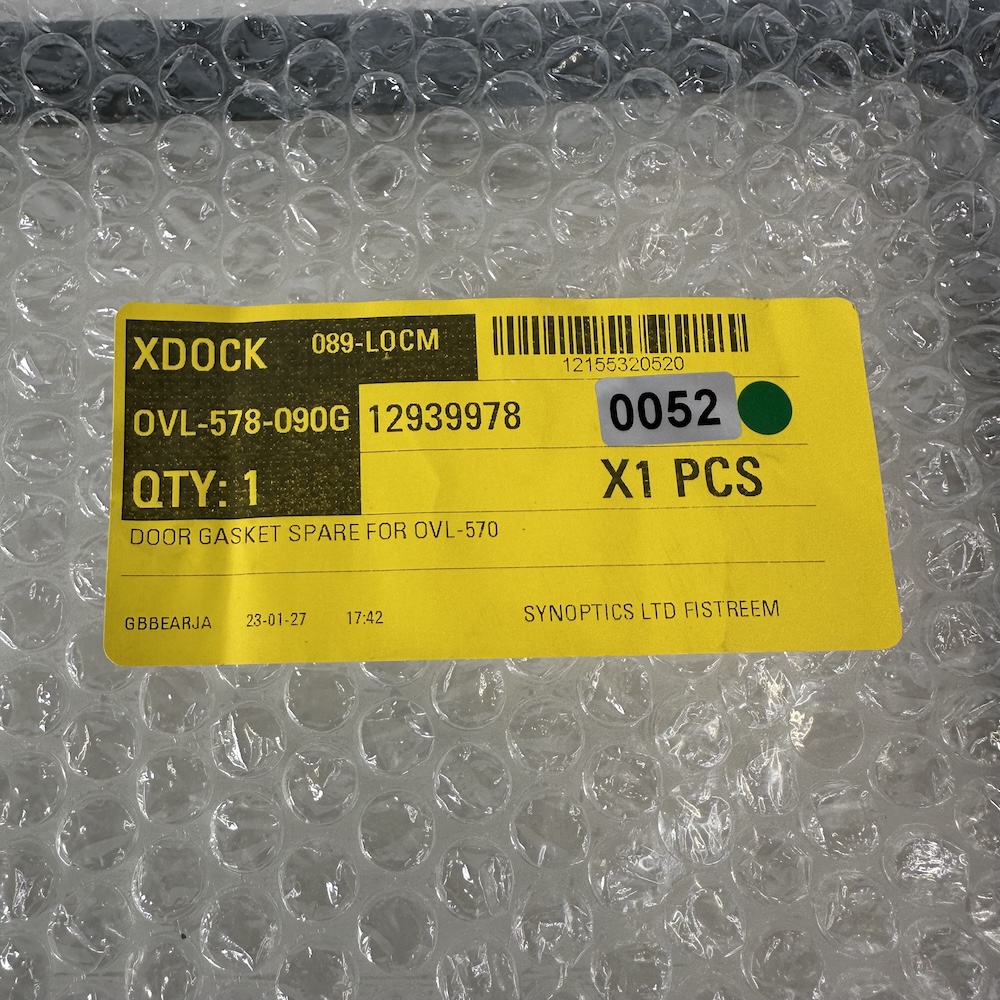 XDOCK 089-LOCM
12155320520
OVL-578-090G 12939978 0052
QTY: 1 X1 PCS
DOOR GASKET SPARE FOR OVL-570
GBBEARJA 23-01-27 17:42 SYNOPTICS LTD FISTREEM